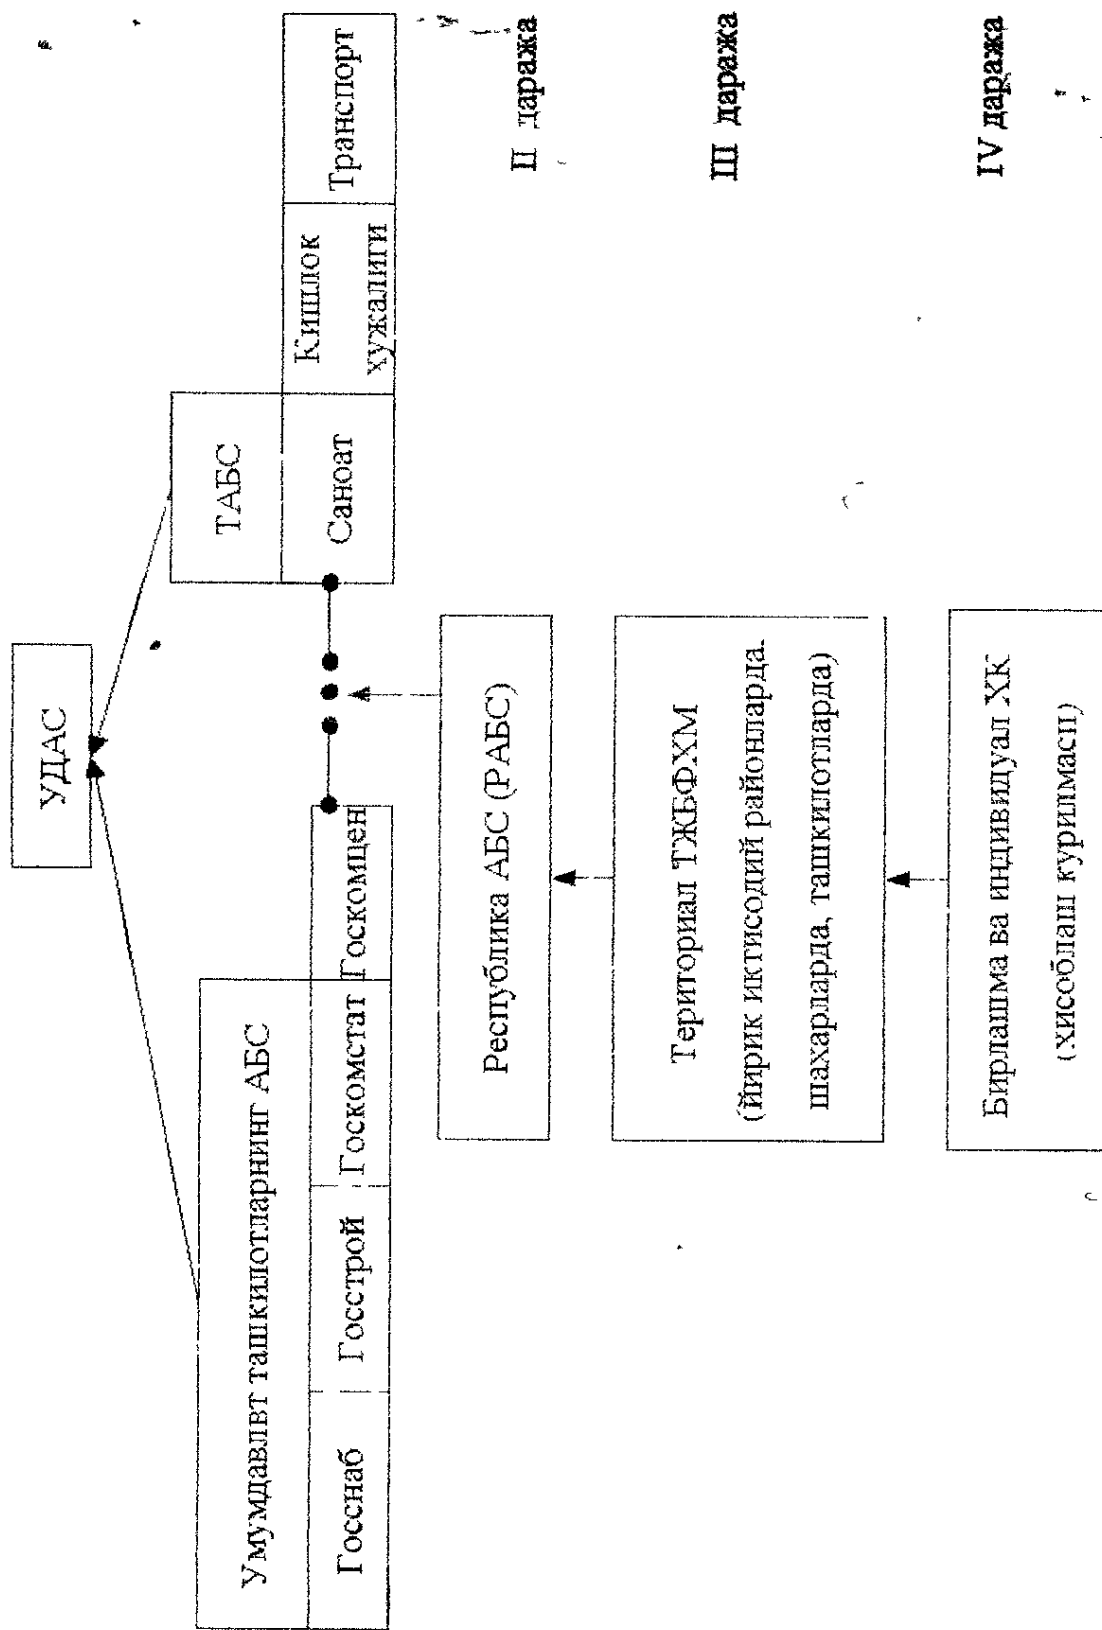 УДАС
Умумдавлвт ташкилотларнинг АБС
ТАБС
Госснаб
Госстрой
Госкомстат
Госкомцен
Саноат
Кишлок
хужалиги
Транспорт
Республика АБС (РАБС)
II даража
Териториал ТЖБФХМ
(йирик иктисодий районларда.
шахарларда, ташкилотларда)
III даража
Бирлашма ва индивидуал ХК
(хисоблаш курилмаси)
IV даража